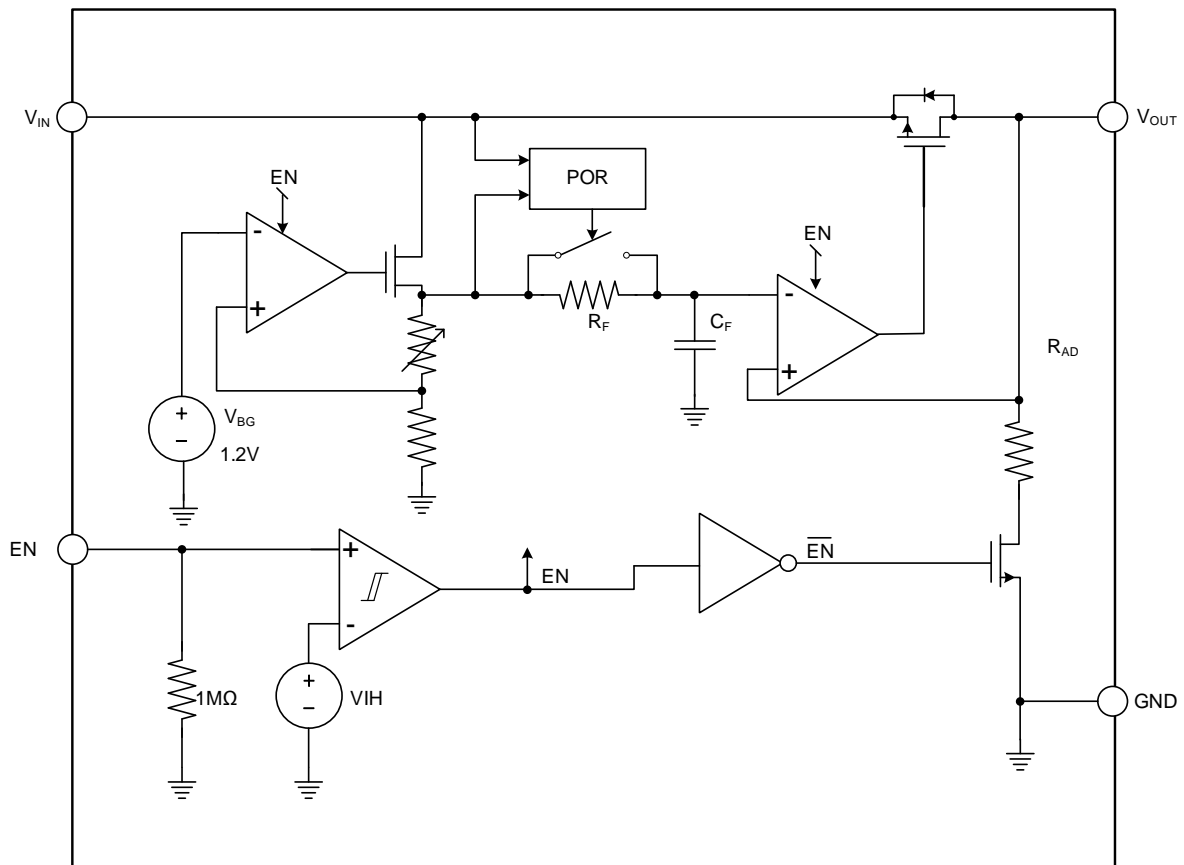 VIN
VOUT
EN
POR
-
+
EN
RF
CF
-
+
RAD
+
-
VBG
1.2V
EN
+
-
EN
EN
+
-
VIH
1MΩ
GND